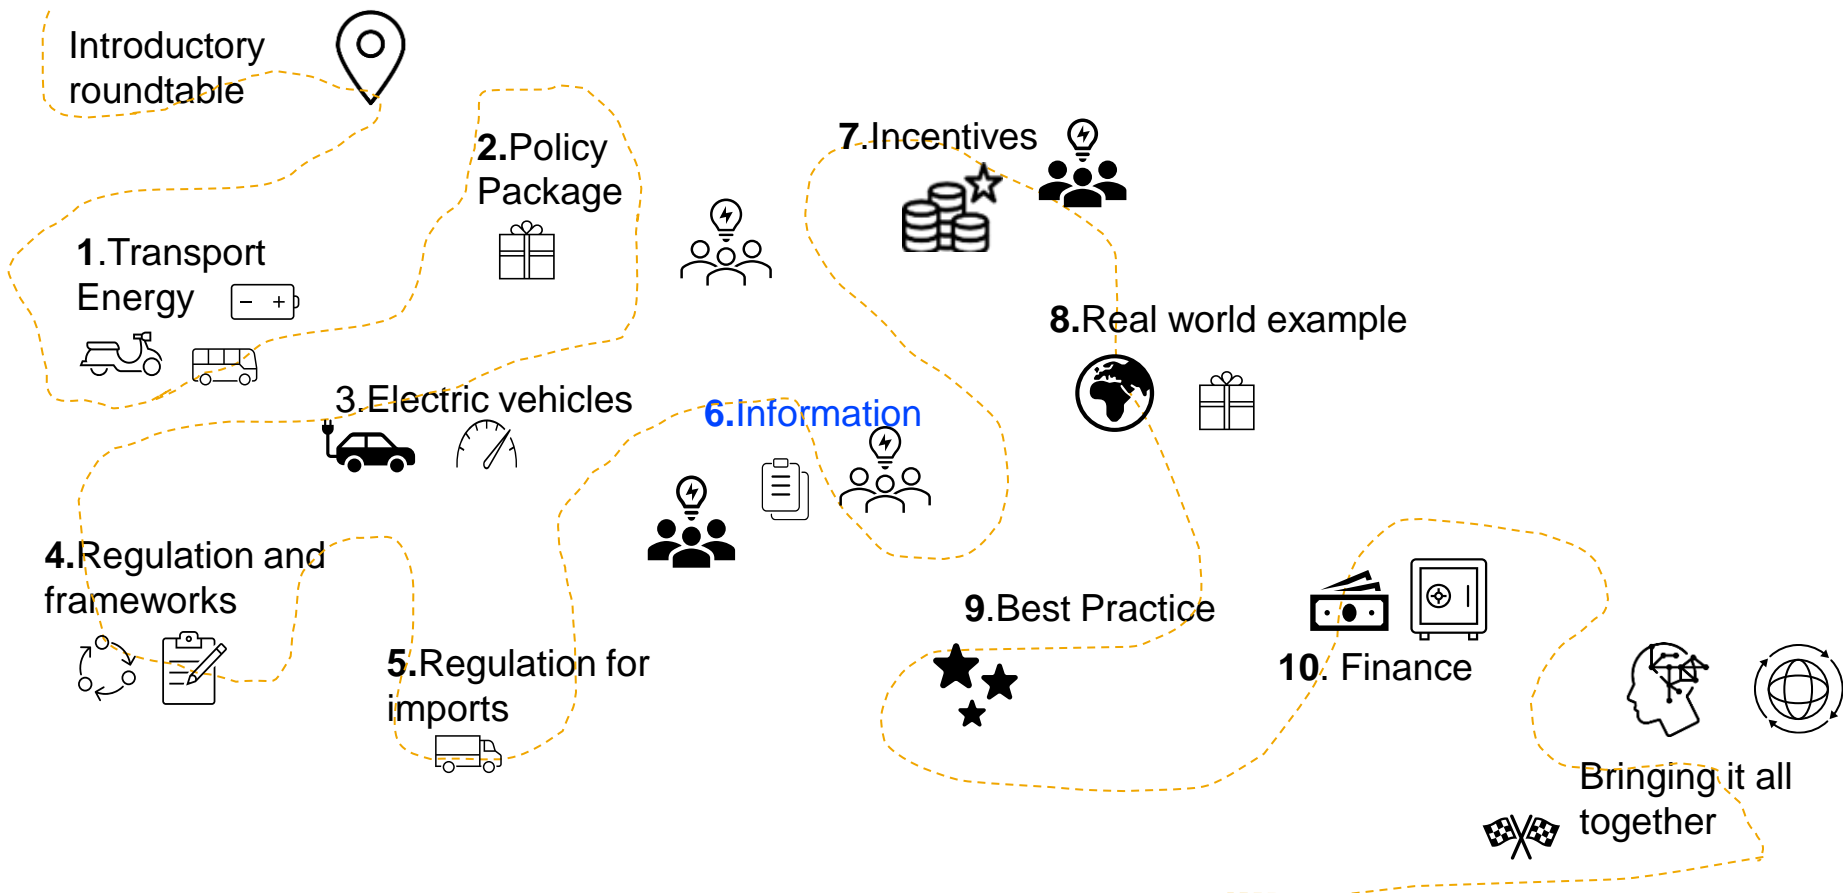 Introductory
roundtable
1.Transport
Energy
2.Policy
Package
3.Electric vehicles
4.Regulation and
frameworks
5.Regulation for
imports
6.Information
7.Incentives
8.Real world example
9.Best Practice
10. Finance
Bringing it all
together